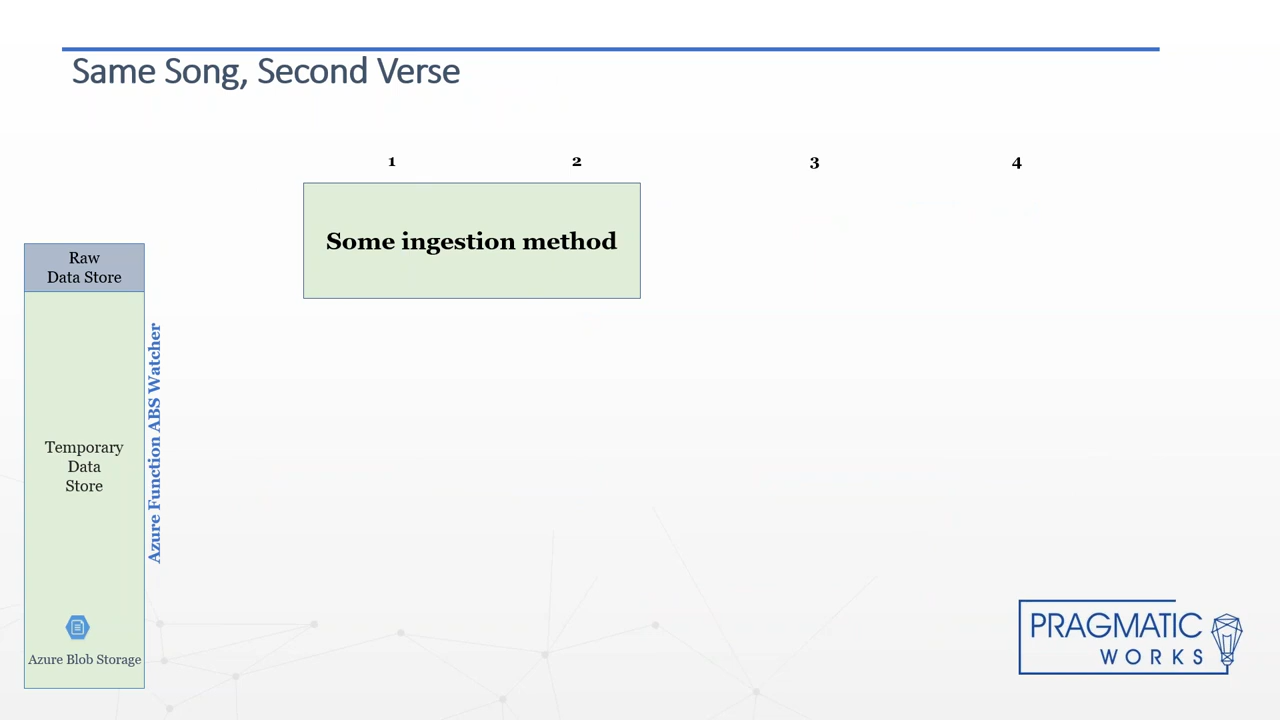 Same Song, Second Verse
1 2 3 4
Some ingestion method
Raw
Data Store
Azure Function ABS Watcher
Temporary
Data
Store
Azure Blob Storage
PRAGMATIC
WORKS